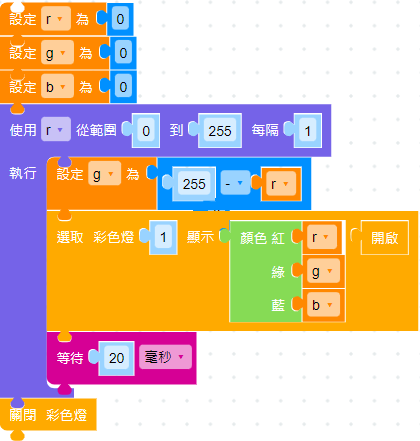 設定 r 為 0
設定 g 為 0
設定 b 為 0
使用 r 從範圍 0 到 255 每隔 1
執行 設定 g 為 255 - r
選取 彩色燈 1 顯示 顏色 紅 r 開啟
綠 g
藍 b
等待 20 毫秒
關閉 彩色燈